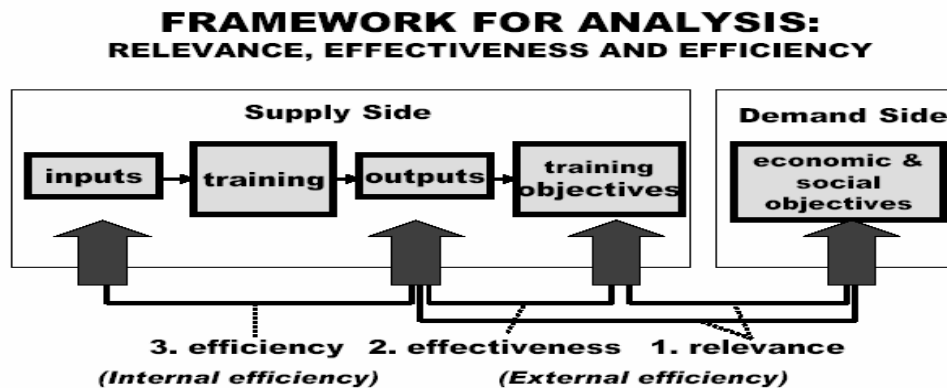 FRAMEWORK FOR ANALYSIS:
RELEVANCE, EFFECTIVENESS AND EFFICIENCY
Supply Side
inputs
training
outputs
training
objectives
Demand Side
economic &
social
objectives
3. efficiency
2. effectiveness
1. relevance
(Internal efficiency)
(External efficiency)